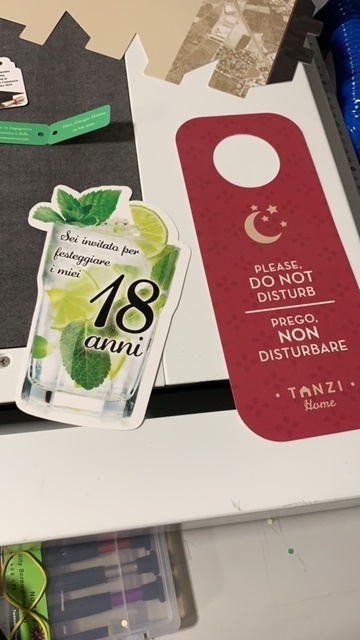 Sei invitato per
festeggiare
i miei
18
anni
PLEASE,
DO NOT
DISTURB
PREGO,
NON
DISTURBARE
TANZI
Home